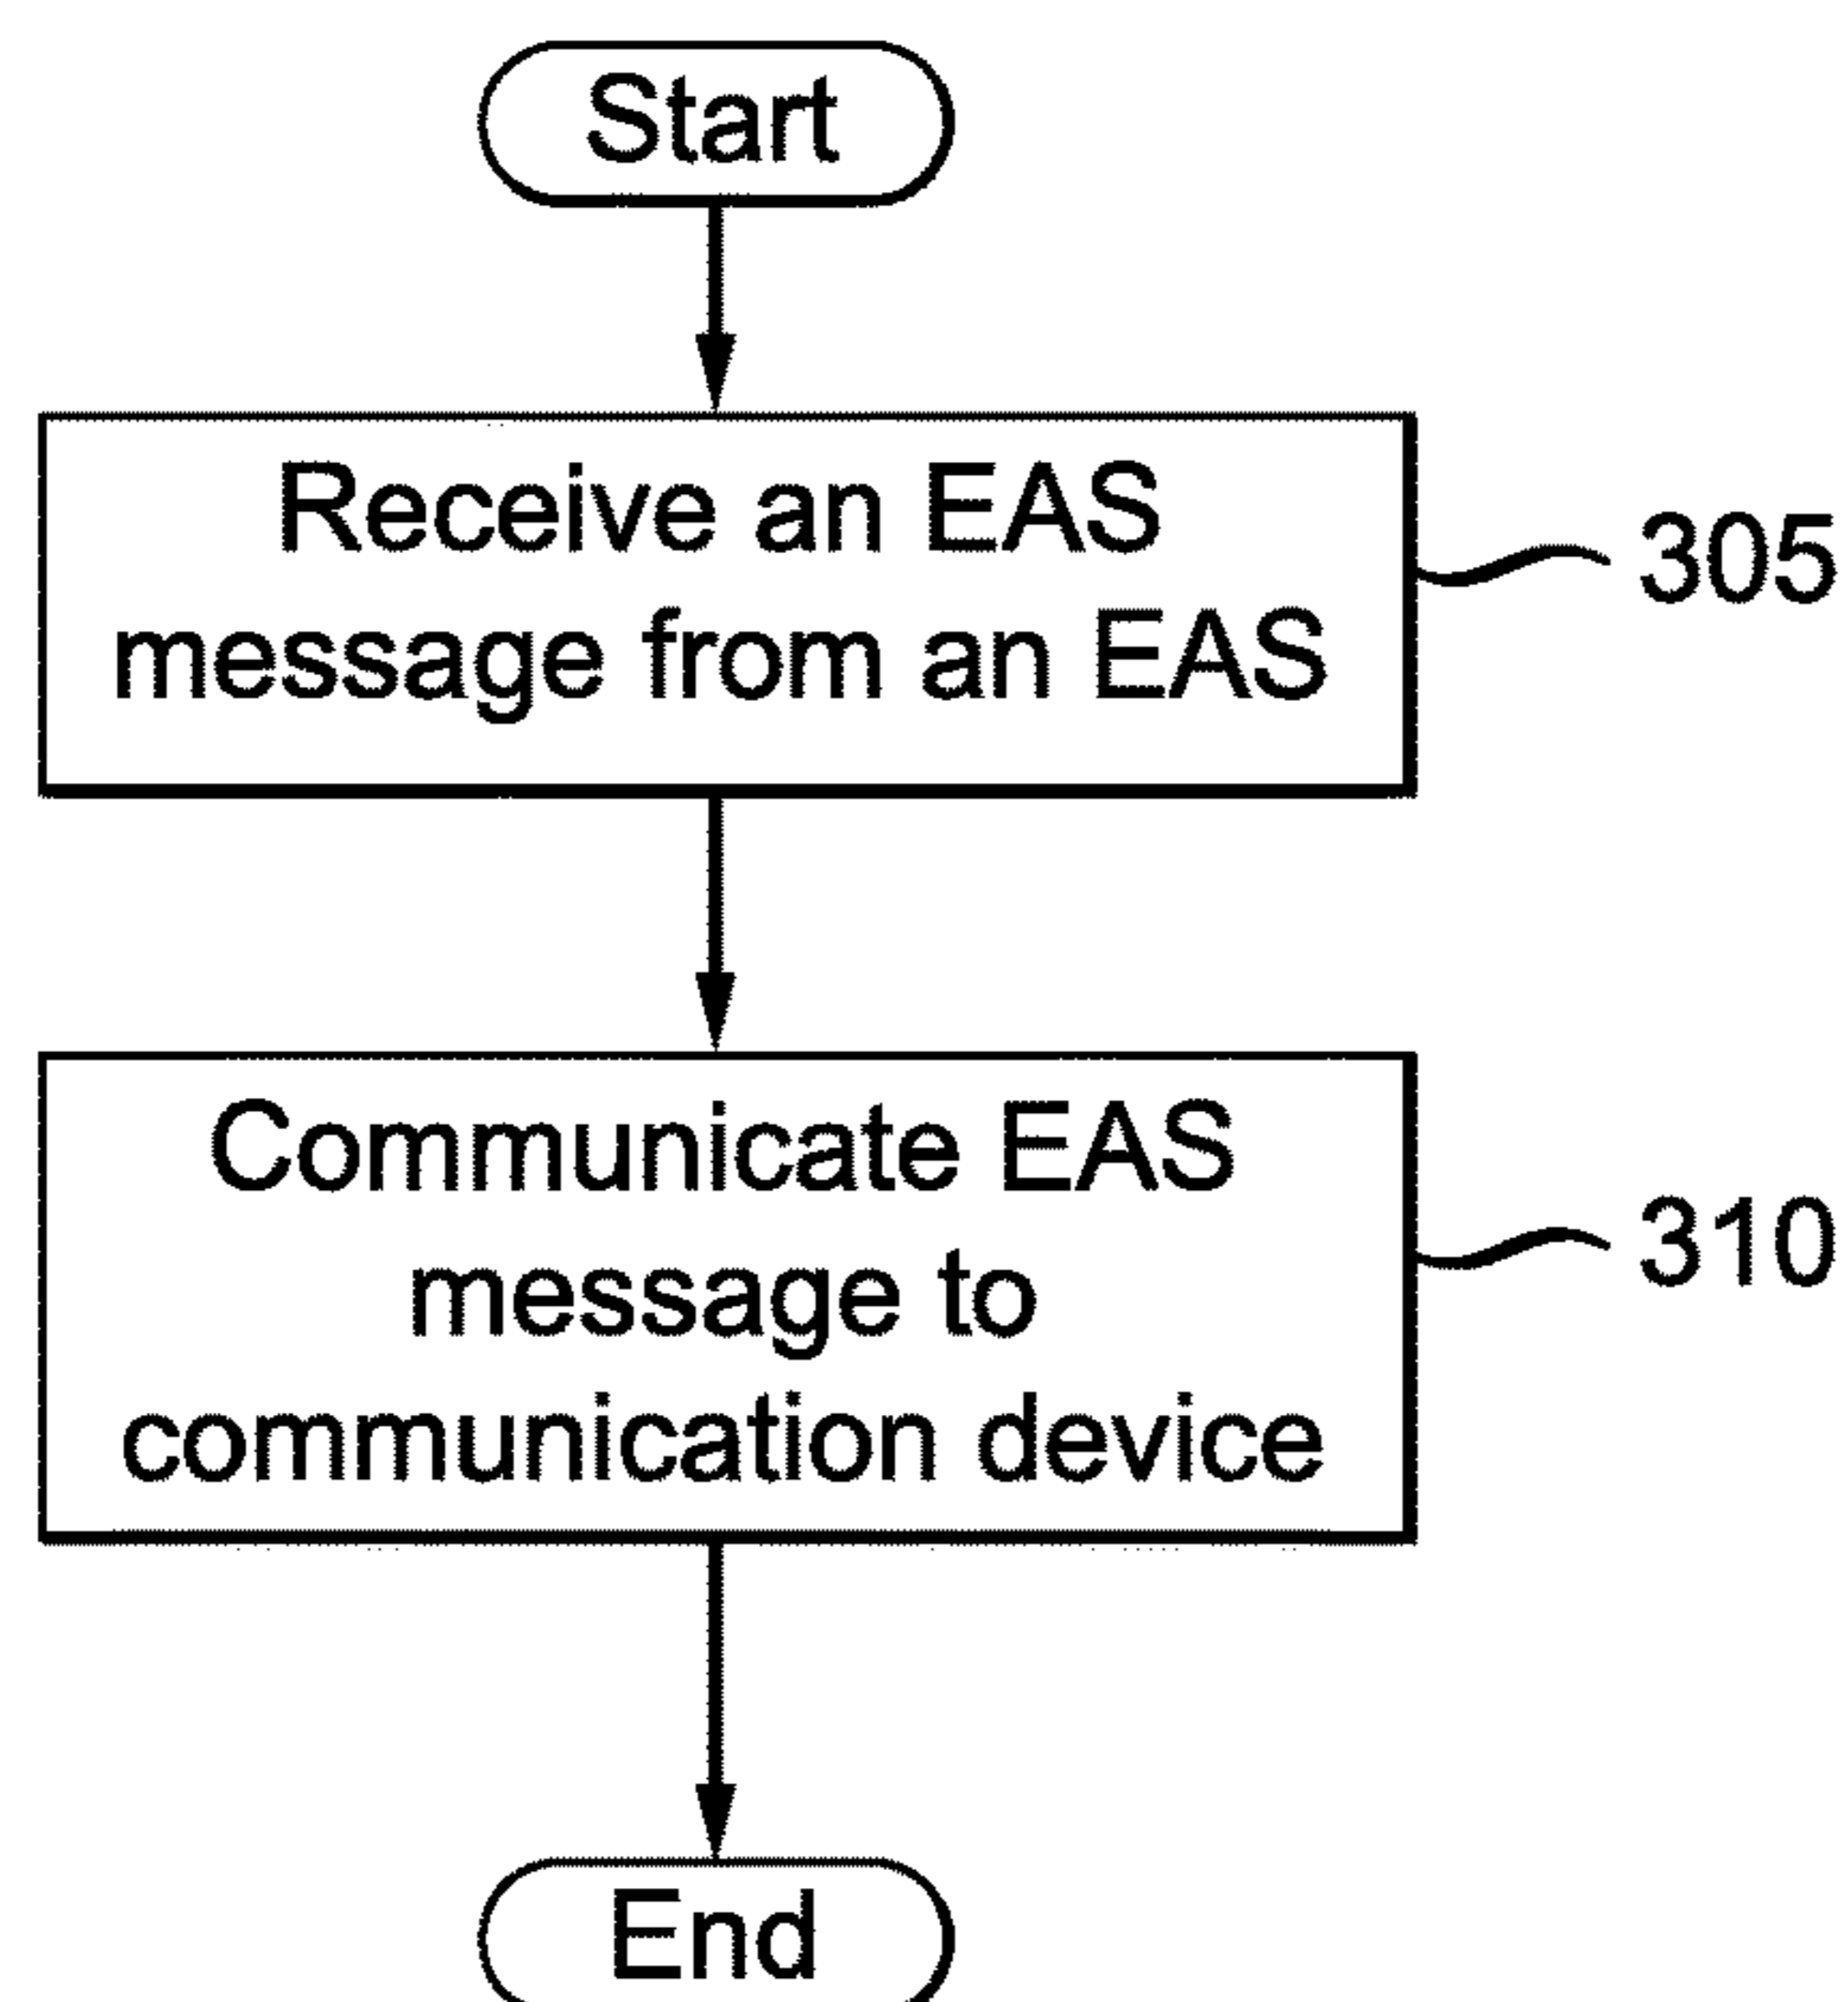 Start
Receive an EAS
message from an EAS
305
Communicate EAS
message to
communication device
310
End